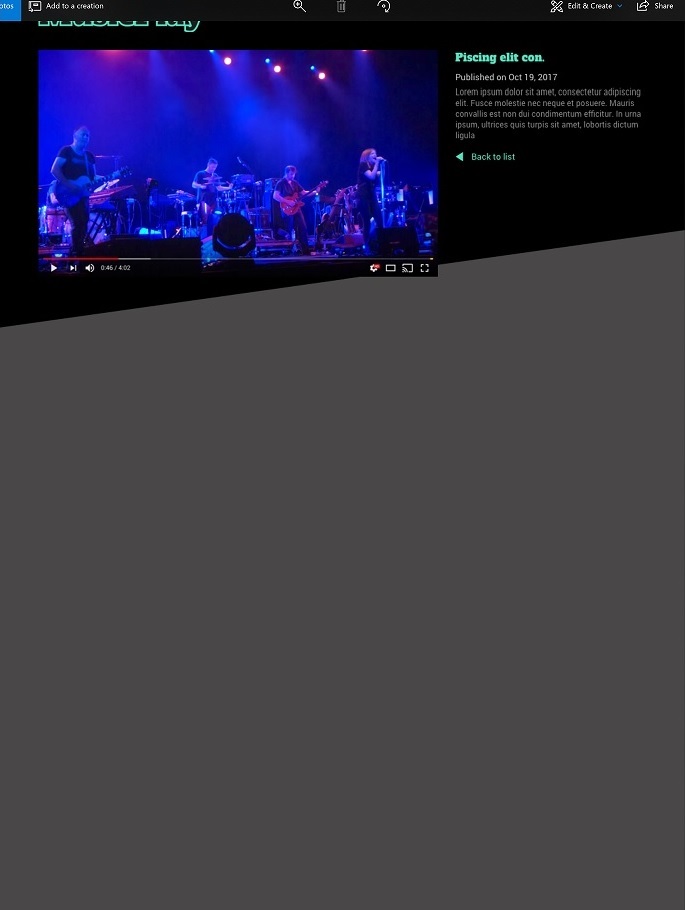 otos
Add to a creation
Edit & Create
Share
Piscing elit con.
Published on Oct 19, 2017
Lorem ipsum dolor sit amet, consectetur adipiscing
elit. Fusce molestie nec neque et posuere. Mauris
convallis est non dui condimentum efficitur. In urna
ipsum, ultrices quis turpis sit amet, lobortis dictum
ligula
Back to list
0:46 / 4:02